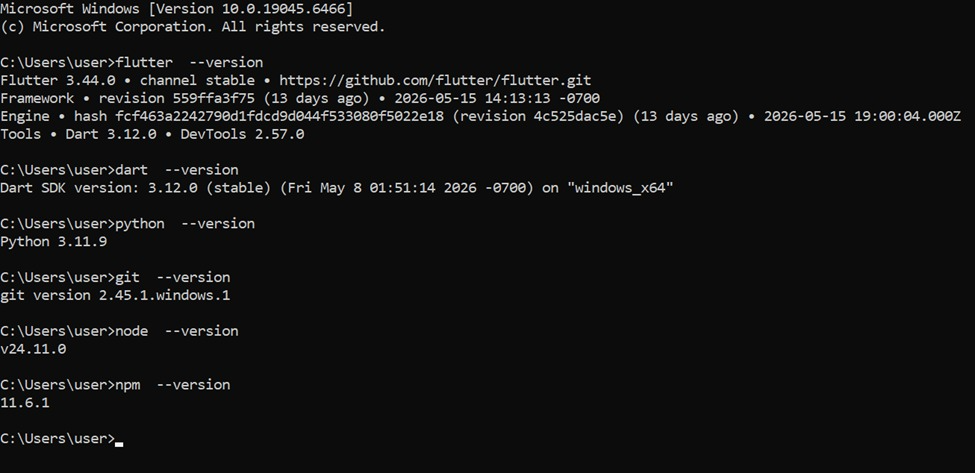 Microsoft Windows [Version 10.0.19045.6466]
(c) Microsoft Corporation. All rights reserved.
C:\Users\user>flutter  --version
Flutter 3.44.0 • channel stable • https://github.com/flutter/flutter.git
Framework • revision 559ffa3f75 (13 days ago) • 2026-05-15 14:13:13 -0700
Engine • hash fcf463a2242790d1fdcd9d044f533080f5022e18 (revision 4c525dac5e) (13 days ago) • 2026-05-15 19:00:04.000Z
Tools • Dart 3.12.0 • DevTools 2.57.0
C:\Users\user>dart  --version
Dart SDK version: 3.12.0 (stable) (Fri May 8 01:51:14 2026 -0700) on "windows_x64"
C:\Users\user>python  --version
Python 3.11.9
C:\Users\user>git  --version
git version 2.45.1.windows.1
C:\Users\user>node  --version
v24.11.0
C:\Users\user>npm  --version
11.6.1
C:\Users\user>